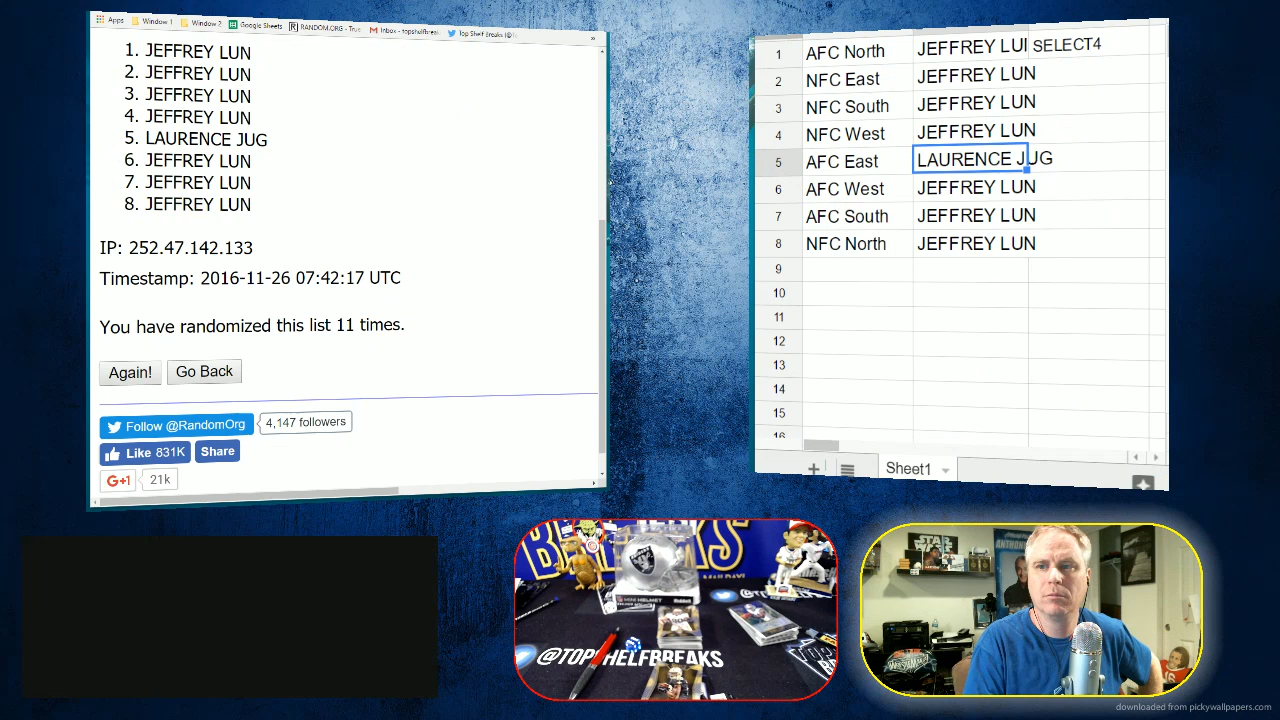 Apps Window 1 Window 2 Google Sheets RANDOM.ORG - Tru Inbox - topshelfbreak Top Shelf Breaks (@T
1. JEFFREY LUN
2. JEFFREY LUN
3. JEFFREY LUN
4. JEFFREY LUN
5. LAURENCE JUG
6. JEFFREY LUN
7. JEFFREY LUN
8. JEFFREY LUN
IP: 252.47.142.133
Timestamp: 2016-11-26 07:42:17 UTC
You have randomized this list 11 times.
Again! Go Back
Follow @RandomOrg 4,147 followers
Like 831K Share
G+1 21k
1 AFC North JEFFREY LUI SELECT4
2 NFC East JEFFREY LUN
3 NFC South JEFFREY LUN
4 NFC West JEFFREY LUN
5 AFC East LAURENCE JUG
6 AFC West JEFFREY LUN
7 AFC South JEFFREY LUN
8 NFC North JEFFREY LUN
9
10
11
12
13
14
15
16
+ Sheet1
MAILDAY!
@TOPSHELFBREAKS
STAR WARS
ANTHONY
downloaded from pickywallpapers.com